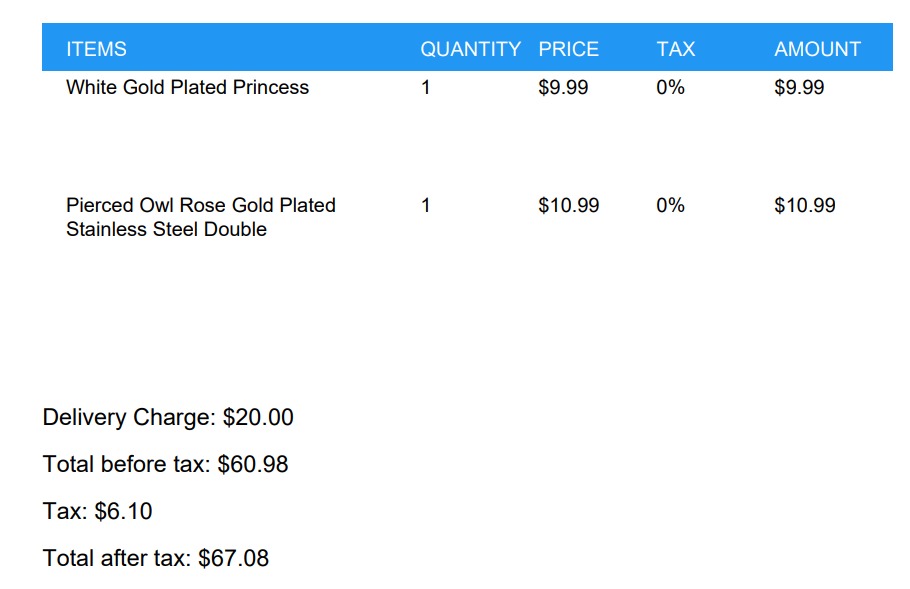 ITEMS QUANTITY PRICE TAX AMOUNT
White Gold Plated Princess 1 $9.99 0% $9.99
Pierced Owl Rose Gold Plated 1 $10.99 0% $10.99
Stainless Steel Double
Delivery Charge: $20.00
Total before tax: $60.98
Tax: $6.10
Total after tax: $67.08